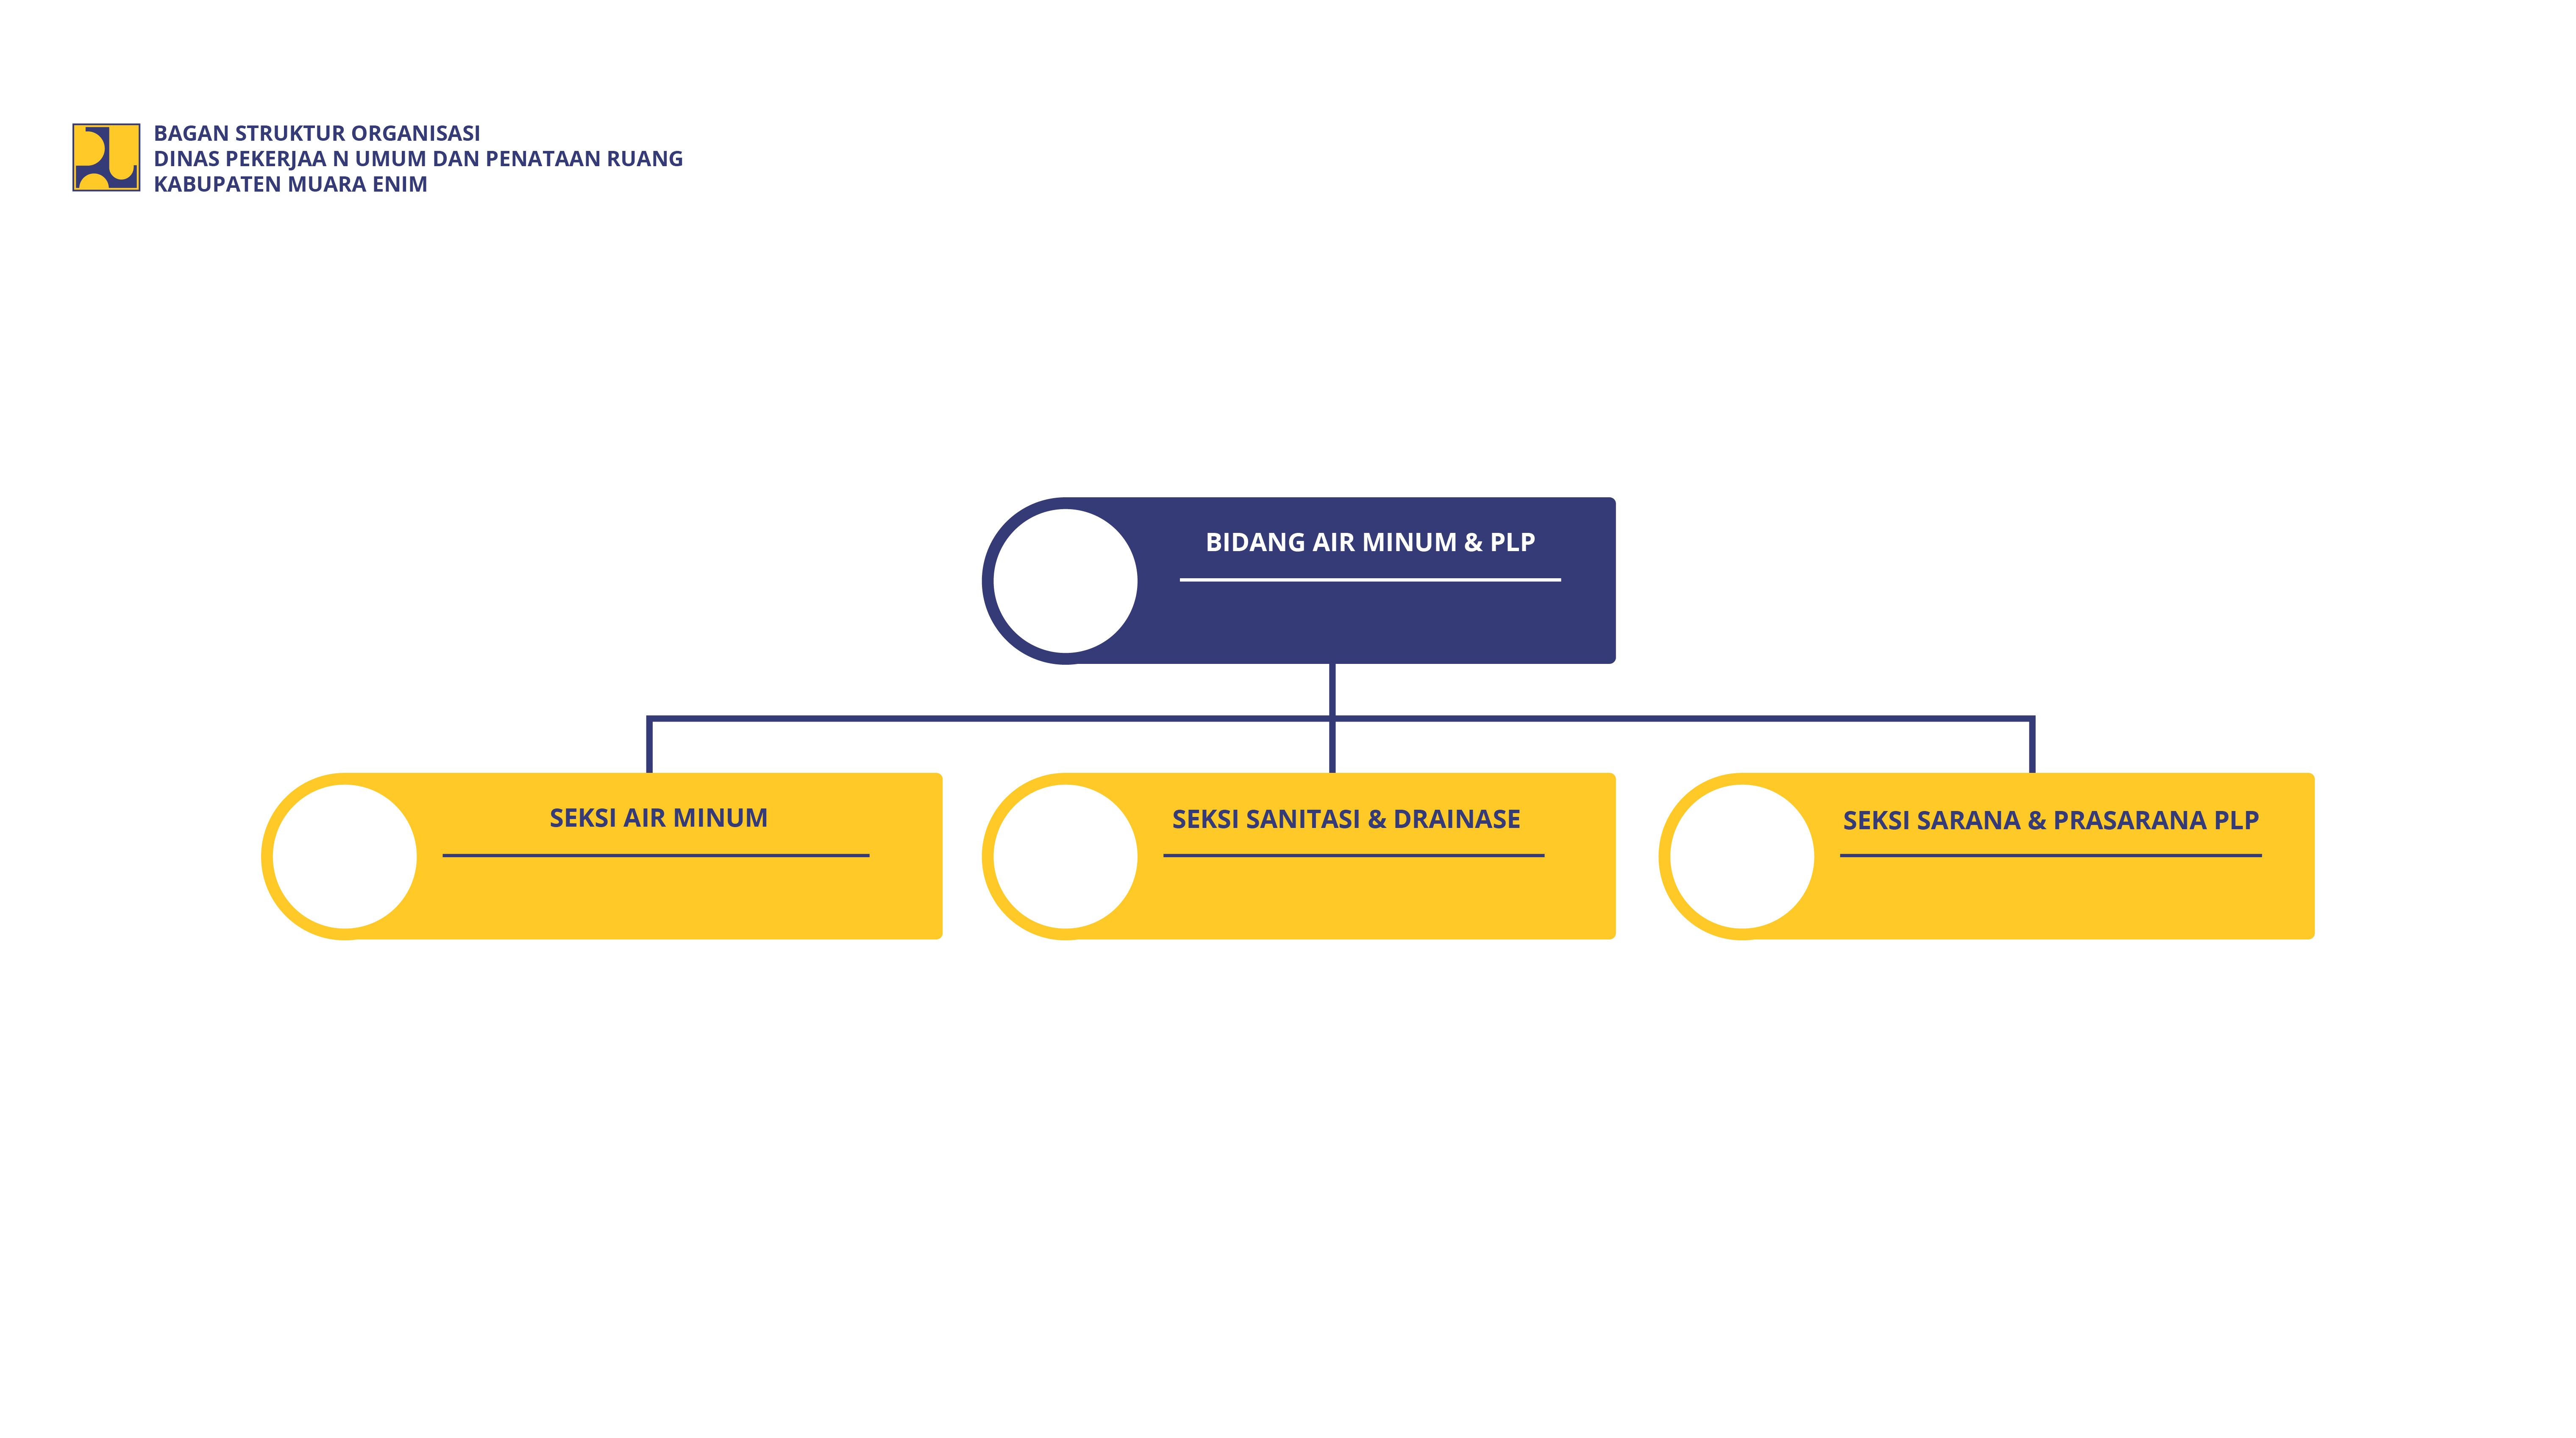 BAGAN STRUKTUR ORGANISASI
DINAS PEKERJAA N UMUM DAN PENATAAN RUANG
KABUPATEN MUARA ENIM
BIDANG AIR MINUM & PLP
SEKSI AIR MINUM
SEKSI SANITASI & DRAINASE
SEKSI SARANA & PRASARANA PLP